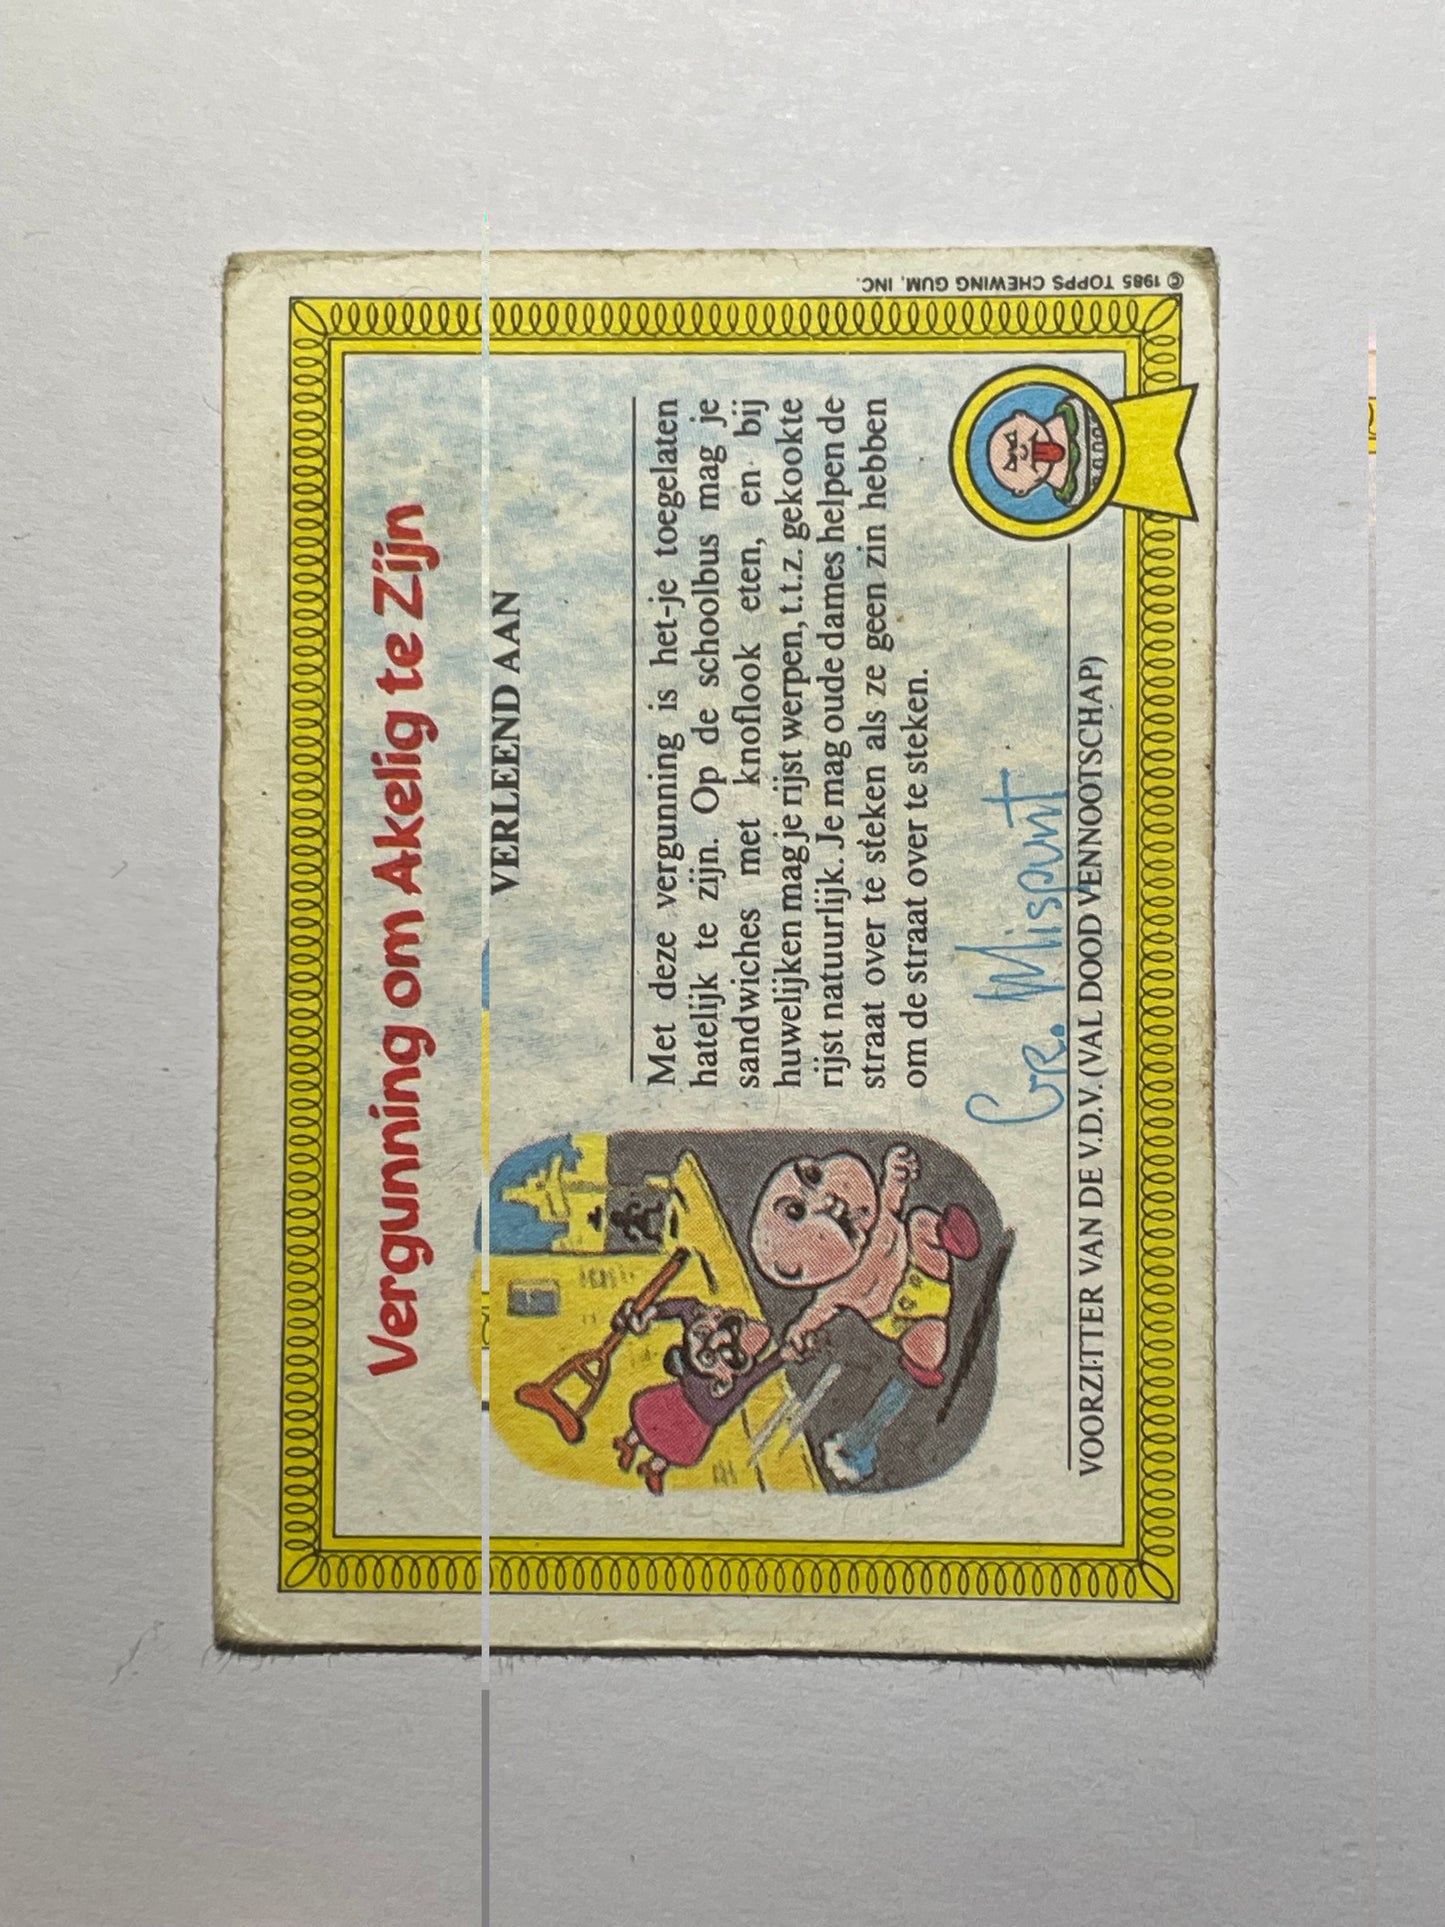 Vergunning om Akelig te Zijn
VERLEEND AAN
Met deze vergunning is het-je toegelaten
hatelijk te zijn. Op de schoolbus mag je
sandwiches met knoflook eten, en bij
huwelijken mag je rijst werpen, t.t.z. gekookte
rijst natuurlijk. Je mag oude dames helpen de
straat over te steken als ze geen zin hebben
om de straat over te steken.
GR. Mispunt
VOORZITTER VAN DE V.D.V. (VAL DOOD VENNOOTSCHAP)
© 1985 TOPPS CHEWING GUM, INC.